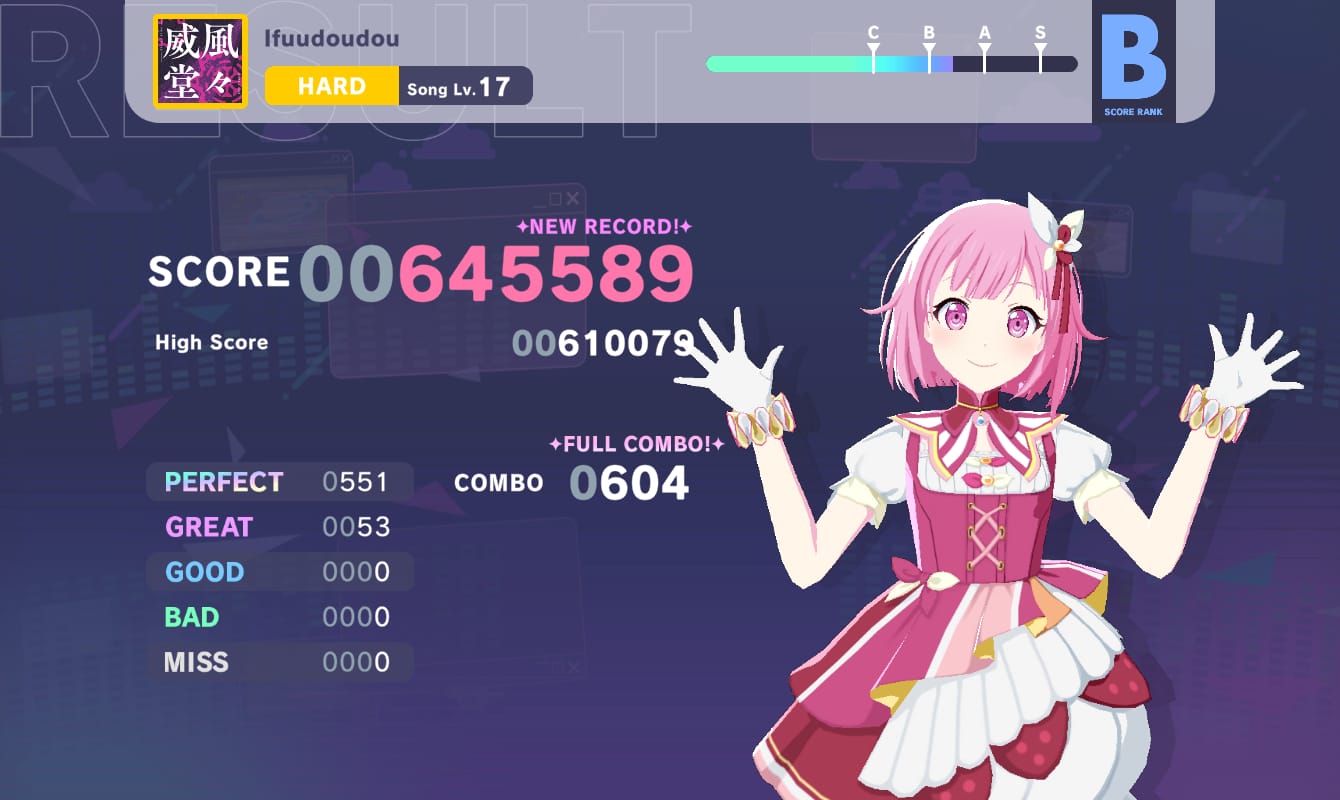 RESULT
威風
堂々
Ifuudoudou
HARD
Song Lv.17
C B A S
B
SCORE RANK
✦NEW RECORD!✦
SCORE 00645589
High Score 00610079
✦FULL COMBO!✦
COMBO 0604
PERFECT 0551
GREAT 0053
GOOD 0000
BAD 0000
MISS 0000